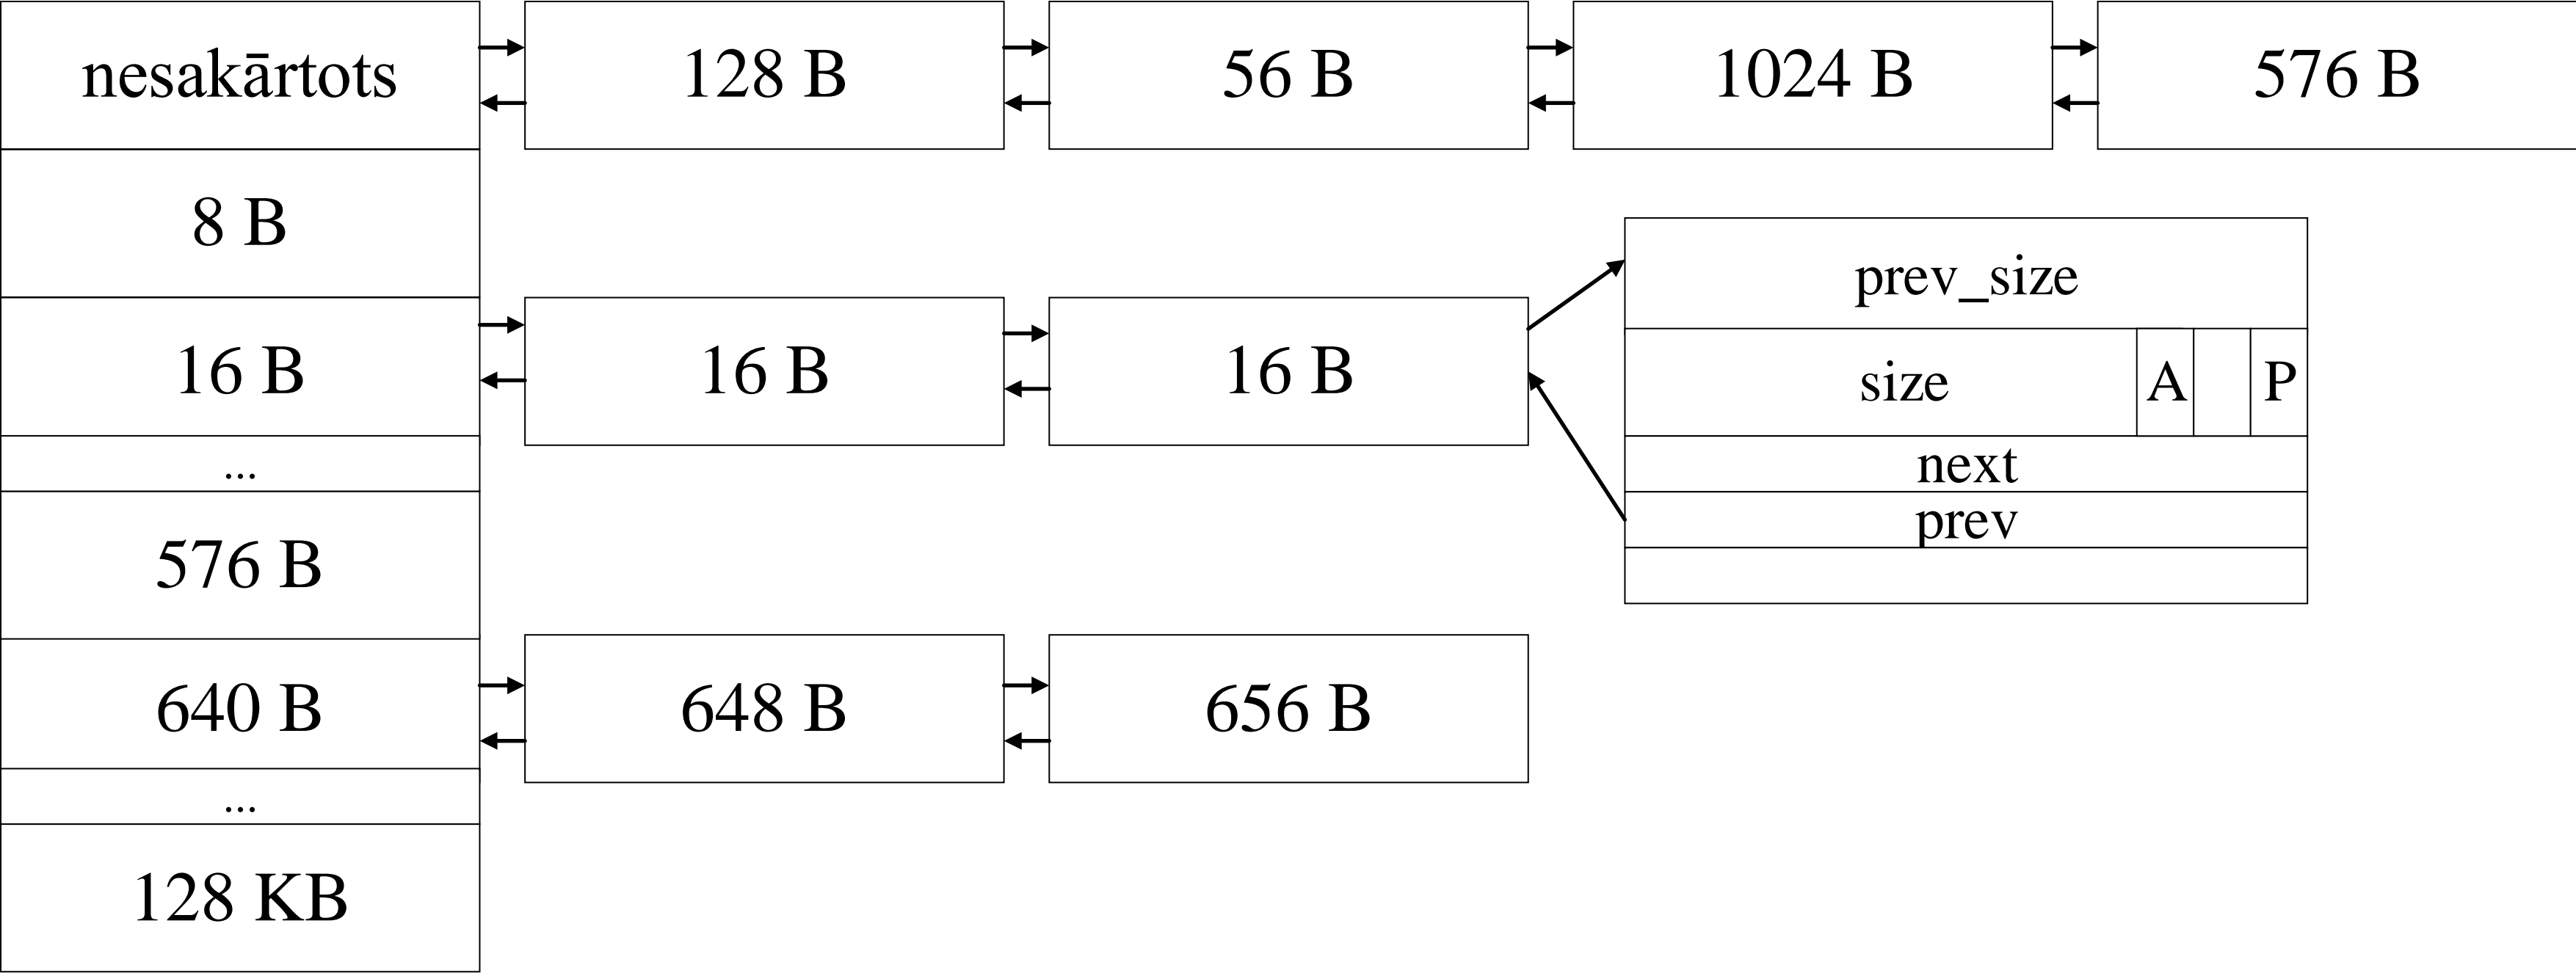 nesakārtots 128 B 56 B 1024 B 576 B
8 B
prev_size
16 B 16 B 16 B
size A P
...
next
prev
576 B
640 B 648 B 656 B
...
128 KB